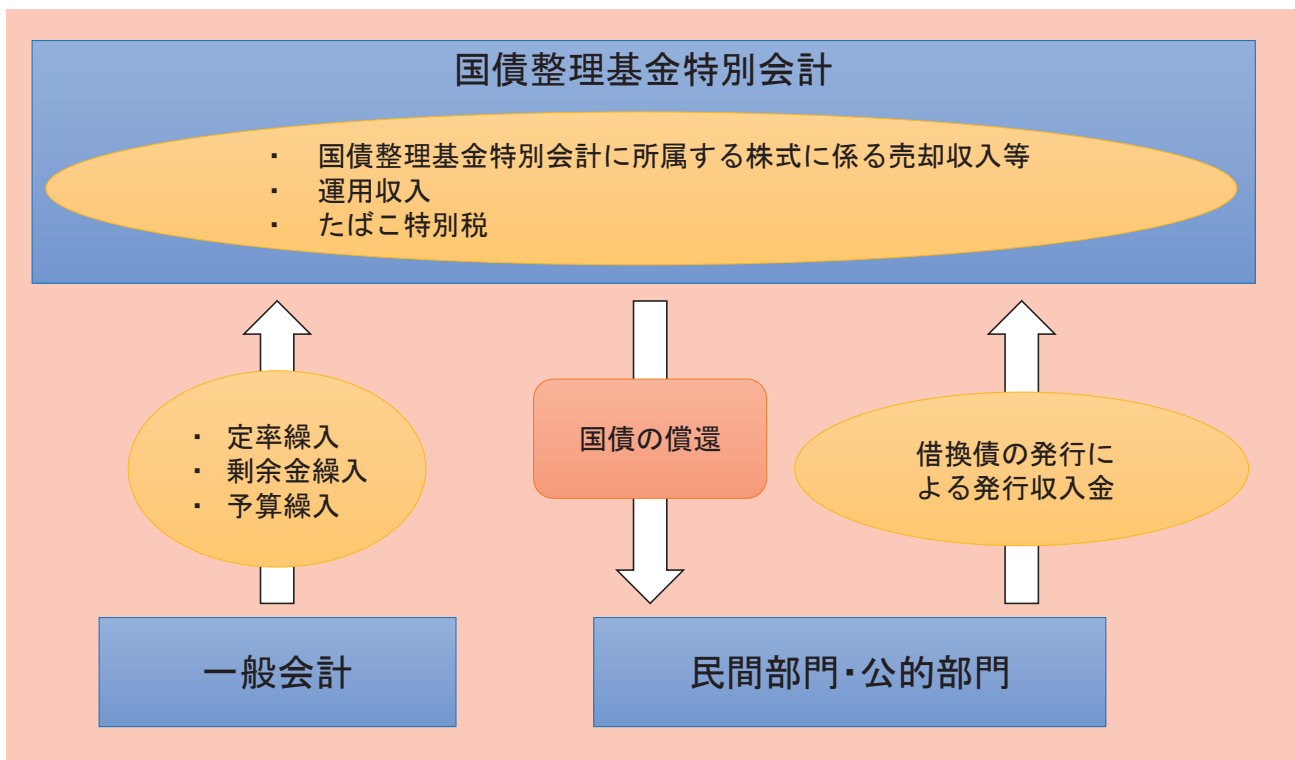 国債整理基金特別会計
・ 国債整理基金特別会計に所属する株式に係る売却収入等
・ 運用収入
・ たばこ特別税
・ 定率繰入
・ 剰余金繰入
・ 予算繰入
国債の償還
借換債の発行に
よる発行収入金
一般会計
民間部門・公的部門